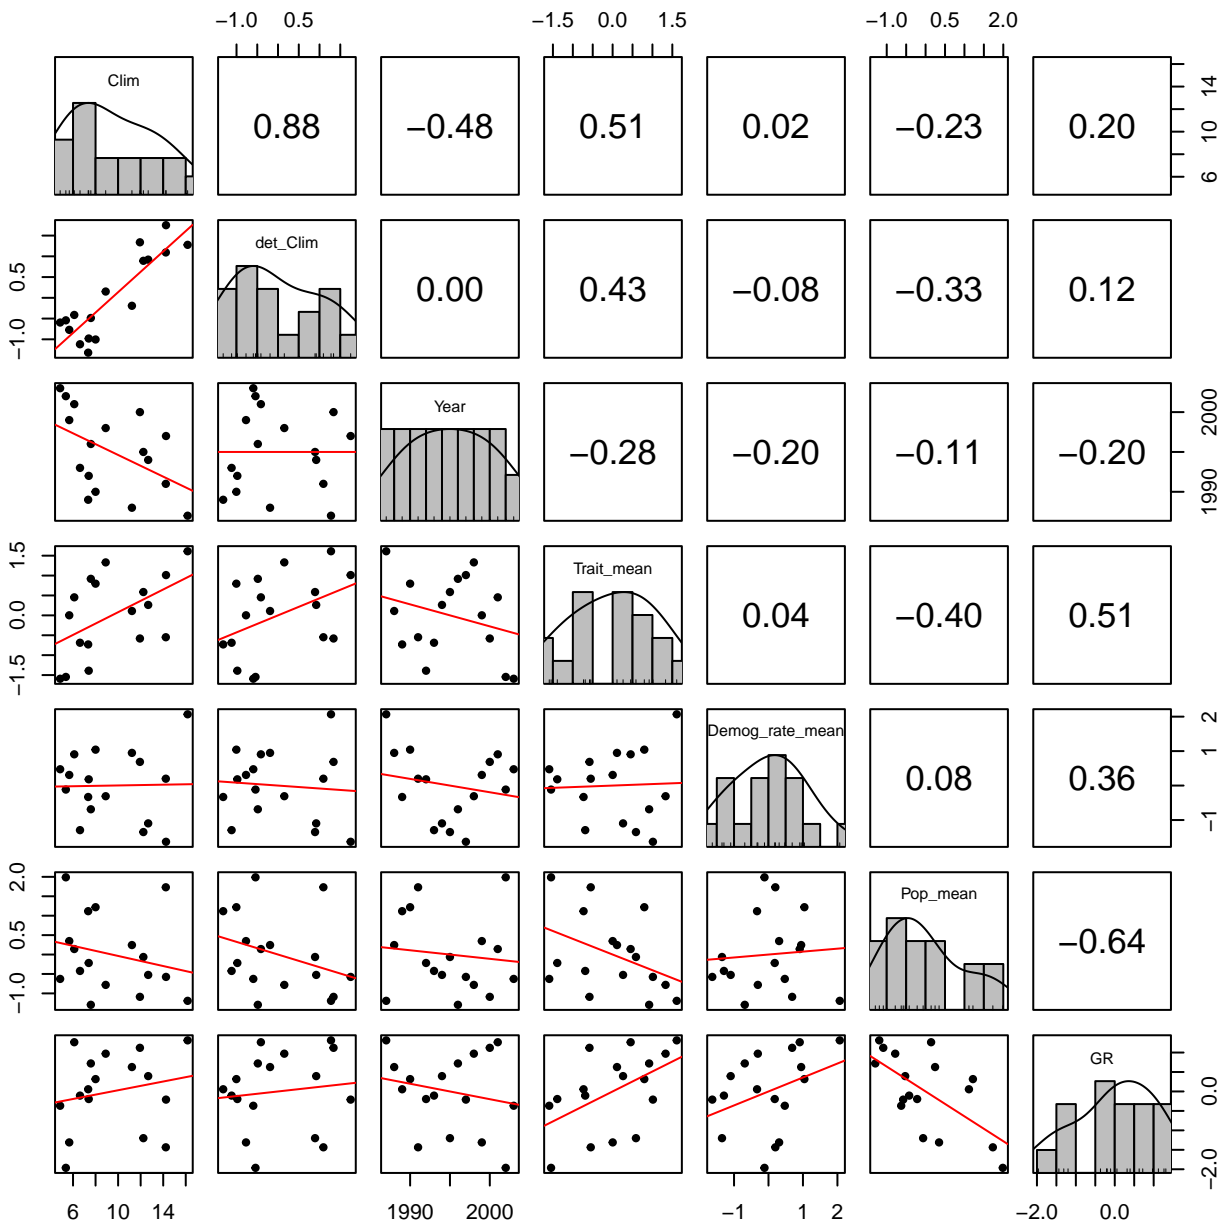 −1.0 0.5 −1.5 0.0 1.5 −1.0 0.5 2.0
Clim 0.88 −0.48 0.51 0.02 −0.23 0.20 6 10 14
−1.0 0.5 det_Clim 0.00 0.43 −0.08 −0.33 0.12
Year −0.28 −0.20 −0.11 −0.20 1990 2000
−1.5 0.0 1.5 Trait_mean 0.04 −0.40 0.51
Demog_rate_mean 0.08 0.36 −1 1 2
−1.0 0.5 2.0 Pop_mean −0.64
GR −2.0 0.0
6 10 14 1990 2000 −1 1 2 −2.0 0.0